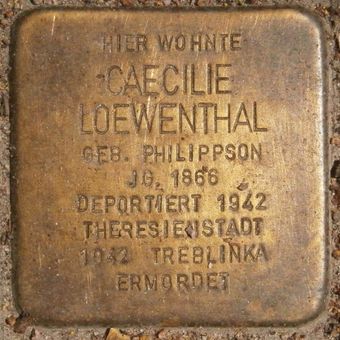 HIER WOHNTE
CAECILIE
LOEWENTHAL
GEB. PHILIPPSON
JG. 1866
DEPORTIERT 1942
THERESIENSTADT
1942 TREBLINKA
ERMORDET